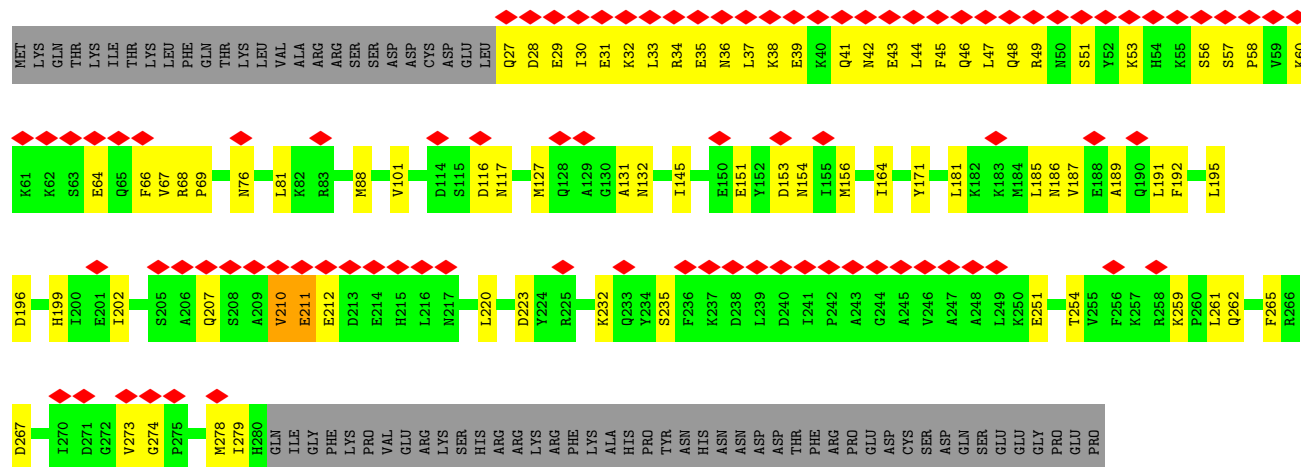 MET LYS GLN THR LYS ILE THR LYS LEU PHE GLN THR LYS LEU VAL ALA ARG ARG SER SER ASP ASP CYS ASP GLU LEU Q27 D28 E29 I30 E31 K32 L33 R34 E35 N36 L37 K38 E39 K40 Q41 N42 E43 L44 F45 Q46 L47 Q48 R49 N50 S51 Y52 K53 H54 K55 S56 S57 P58 V59 K60
K61 K62 S63 E64 Q65 F66 V67 R68 P69 N76 L81 K82 R83 M88 V101 D114 S115 D116 N117 M127 Q128 A129 G130 A131 N132 I145 E150 E151 Y152 D153 N154 I155 M156 I164 Y171 L181 K182 K183 M184 L185 N186 V187 E188 A189 Q190 L191 F192 L195
D196 H199 I200 E201 I202 S205 A206 Q207 S208 A209 V210 E211 E212 D213 E214 H215 L216 N217 L220 D223 Y224 R225 K232 Q233 Y234 S235 F236 K237 D238 L239 D240 I241 P242 A243 G244 A245 V246 A247 A248 L249 K250 E251 T254 V255 F256 K257 R258 K259 P260 L261 Q262 F265 R266
D267 I270 D271 G272 V273 G274 P275 M278 I279 H280 GLN ILE GLY PHE LYS PRO VAL GLU ARG LYS SER HIS ARG ARG LYS ARG PHE LYS ALA HIS PRO TYR ASN HIS ASN ASN ASP ASP THR PHE ARG PRO GLU ASP CYS SER ASP GLN SER GLU GLU GLY PRO GLU PRO